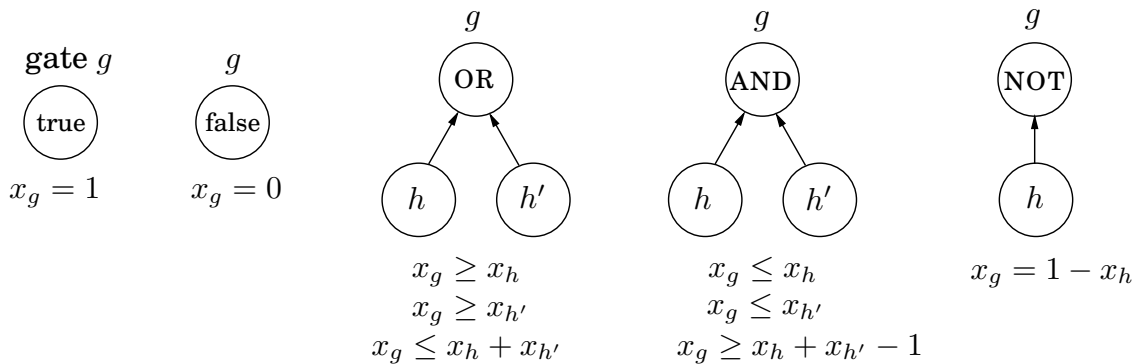 gate g
true
x_g = 1
g
false
x_g = 0
g
OR
h h′
x_g ≥ x_h
x_g ≥ x_h′
x_g ≤ x_h + x_h′
g
AND
h h′
x_g ≤ x_h
x_g ≤ x_h′
x_g ≥ x_h + x_h′ − 1
g
NOT
h
x_g = 1 − x_h